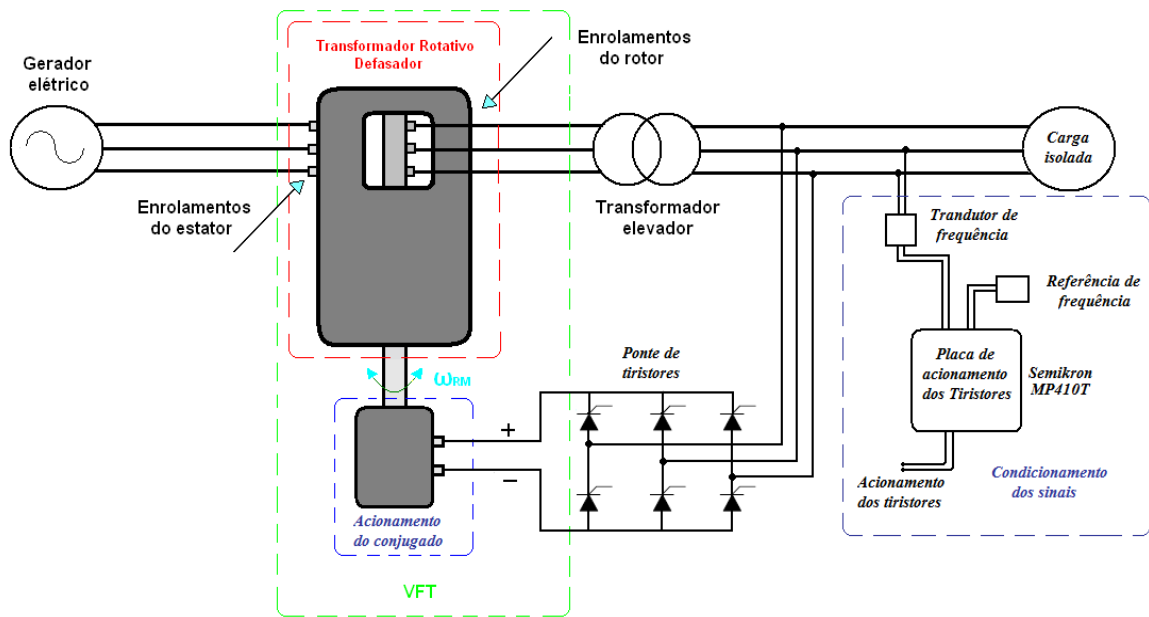 Gerador
elétrico
Transformador Rotativo
Defasador
Enrolamentos
do rotor
Enrolamentos
do estator
Transformador
elevador
Carga
isolada
Trandutor de
frequência
Referência de
frequência
Placa de
acionamento
dos Tiristores
Semikron
MP410T
Acionamento
dos tiristores
Condicionamento
dos sinais
Ponte de
tiristores
ωRM
+
−
Acionamento
do conjugado
VFT